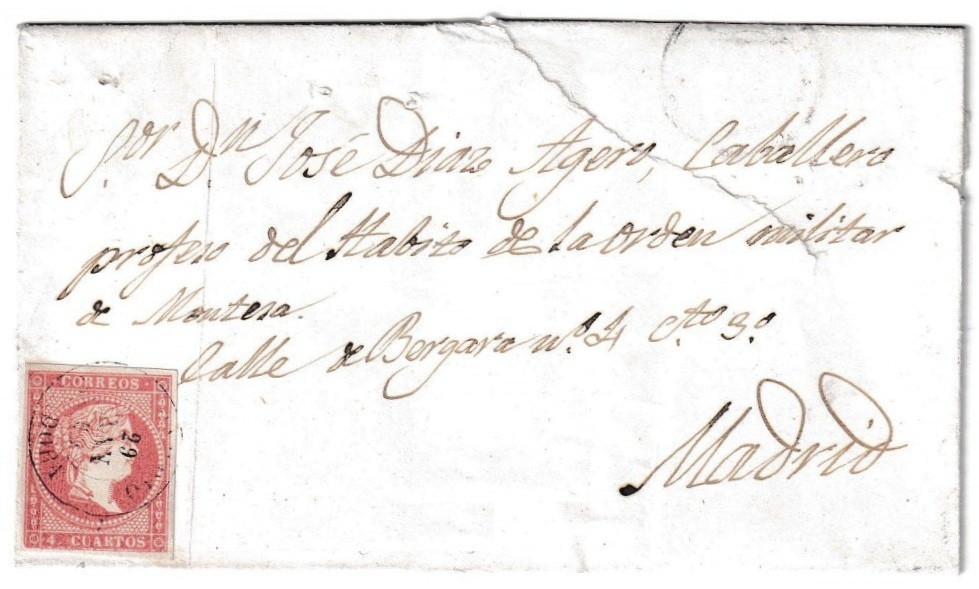 Sor Dn José Diaz Agero, Caballero
profeso del Habito de la orden militar
de Montesa.
Calle de Bergara nº. 4 cto. 3º
Madrid
CORREOS
4 CUARTOS
29